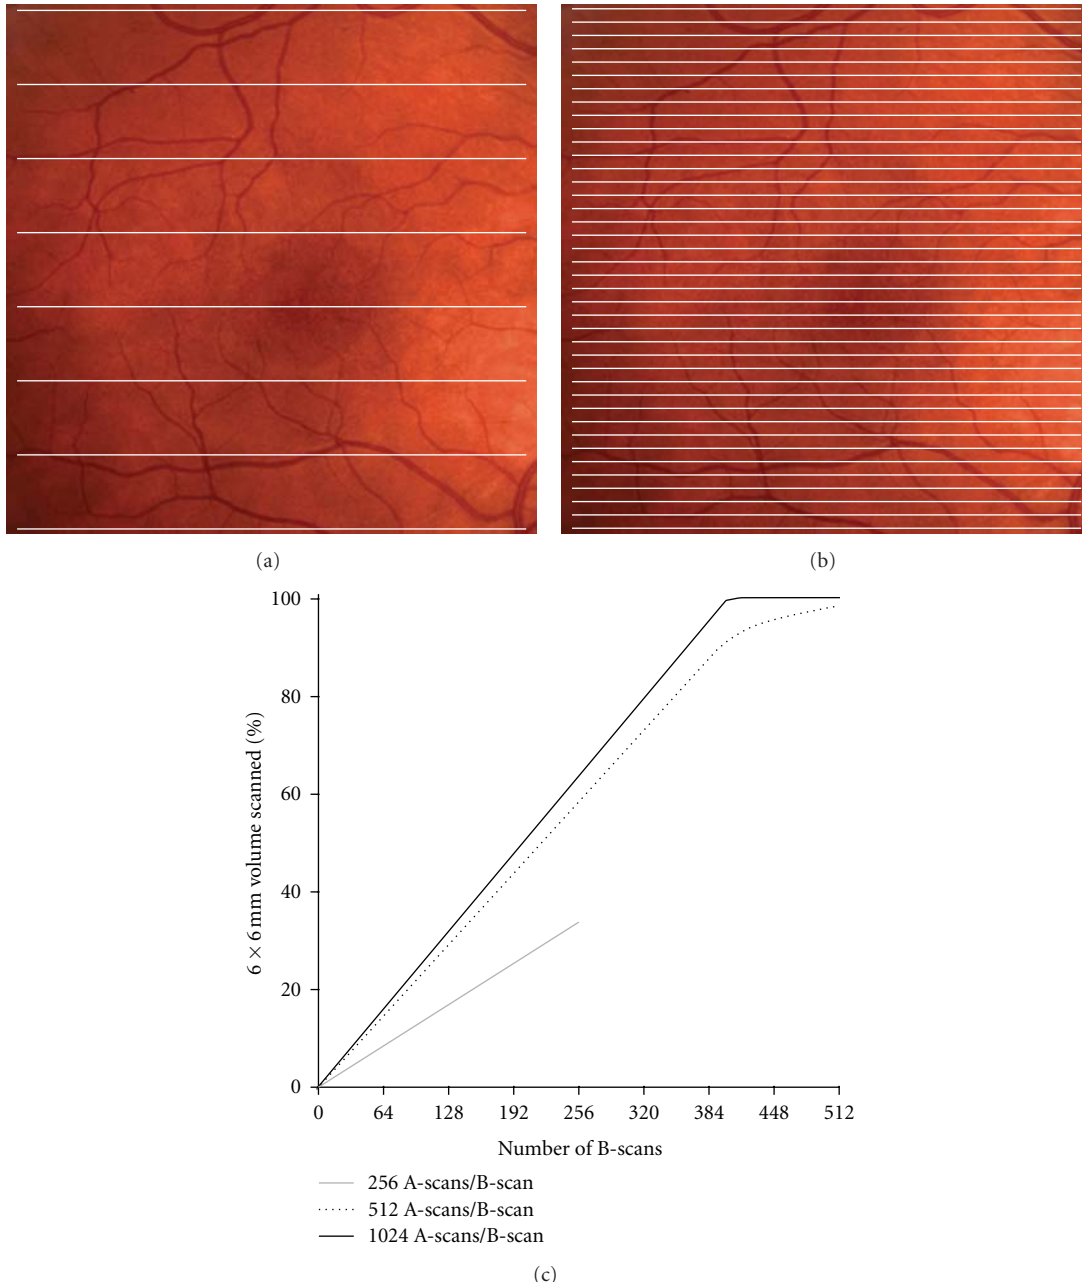 (a)
(b)
100
80
60
40
20
0
6 × 6 mm volume scanned (%)
0 64 128 192 256 320 384 448 512
Number of B-scans
256 A-scans/B-scan
512 A-scans/B-scan
1024 A-scans/B-scan
(c)